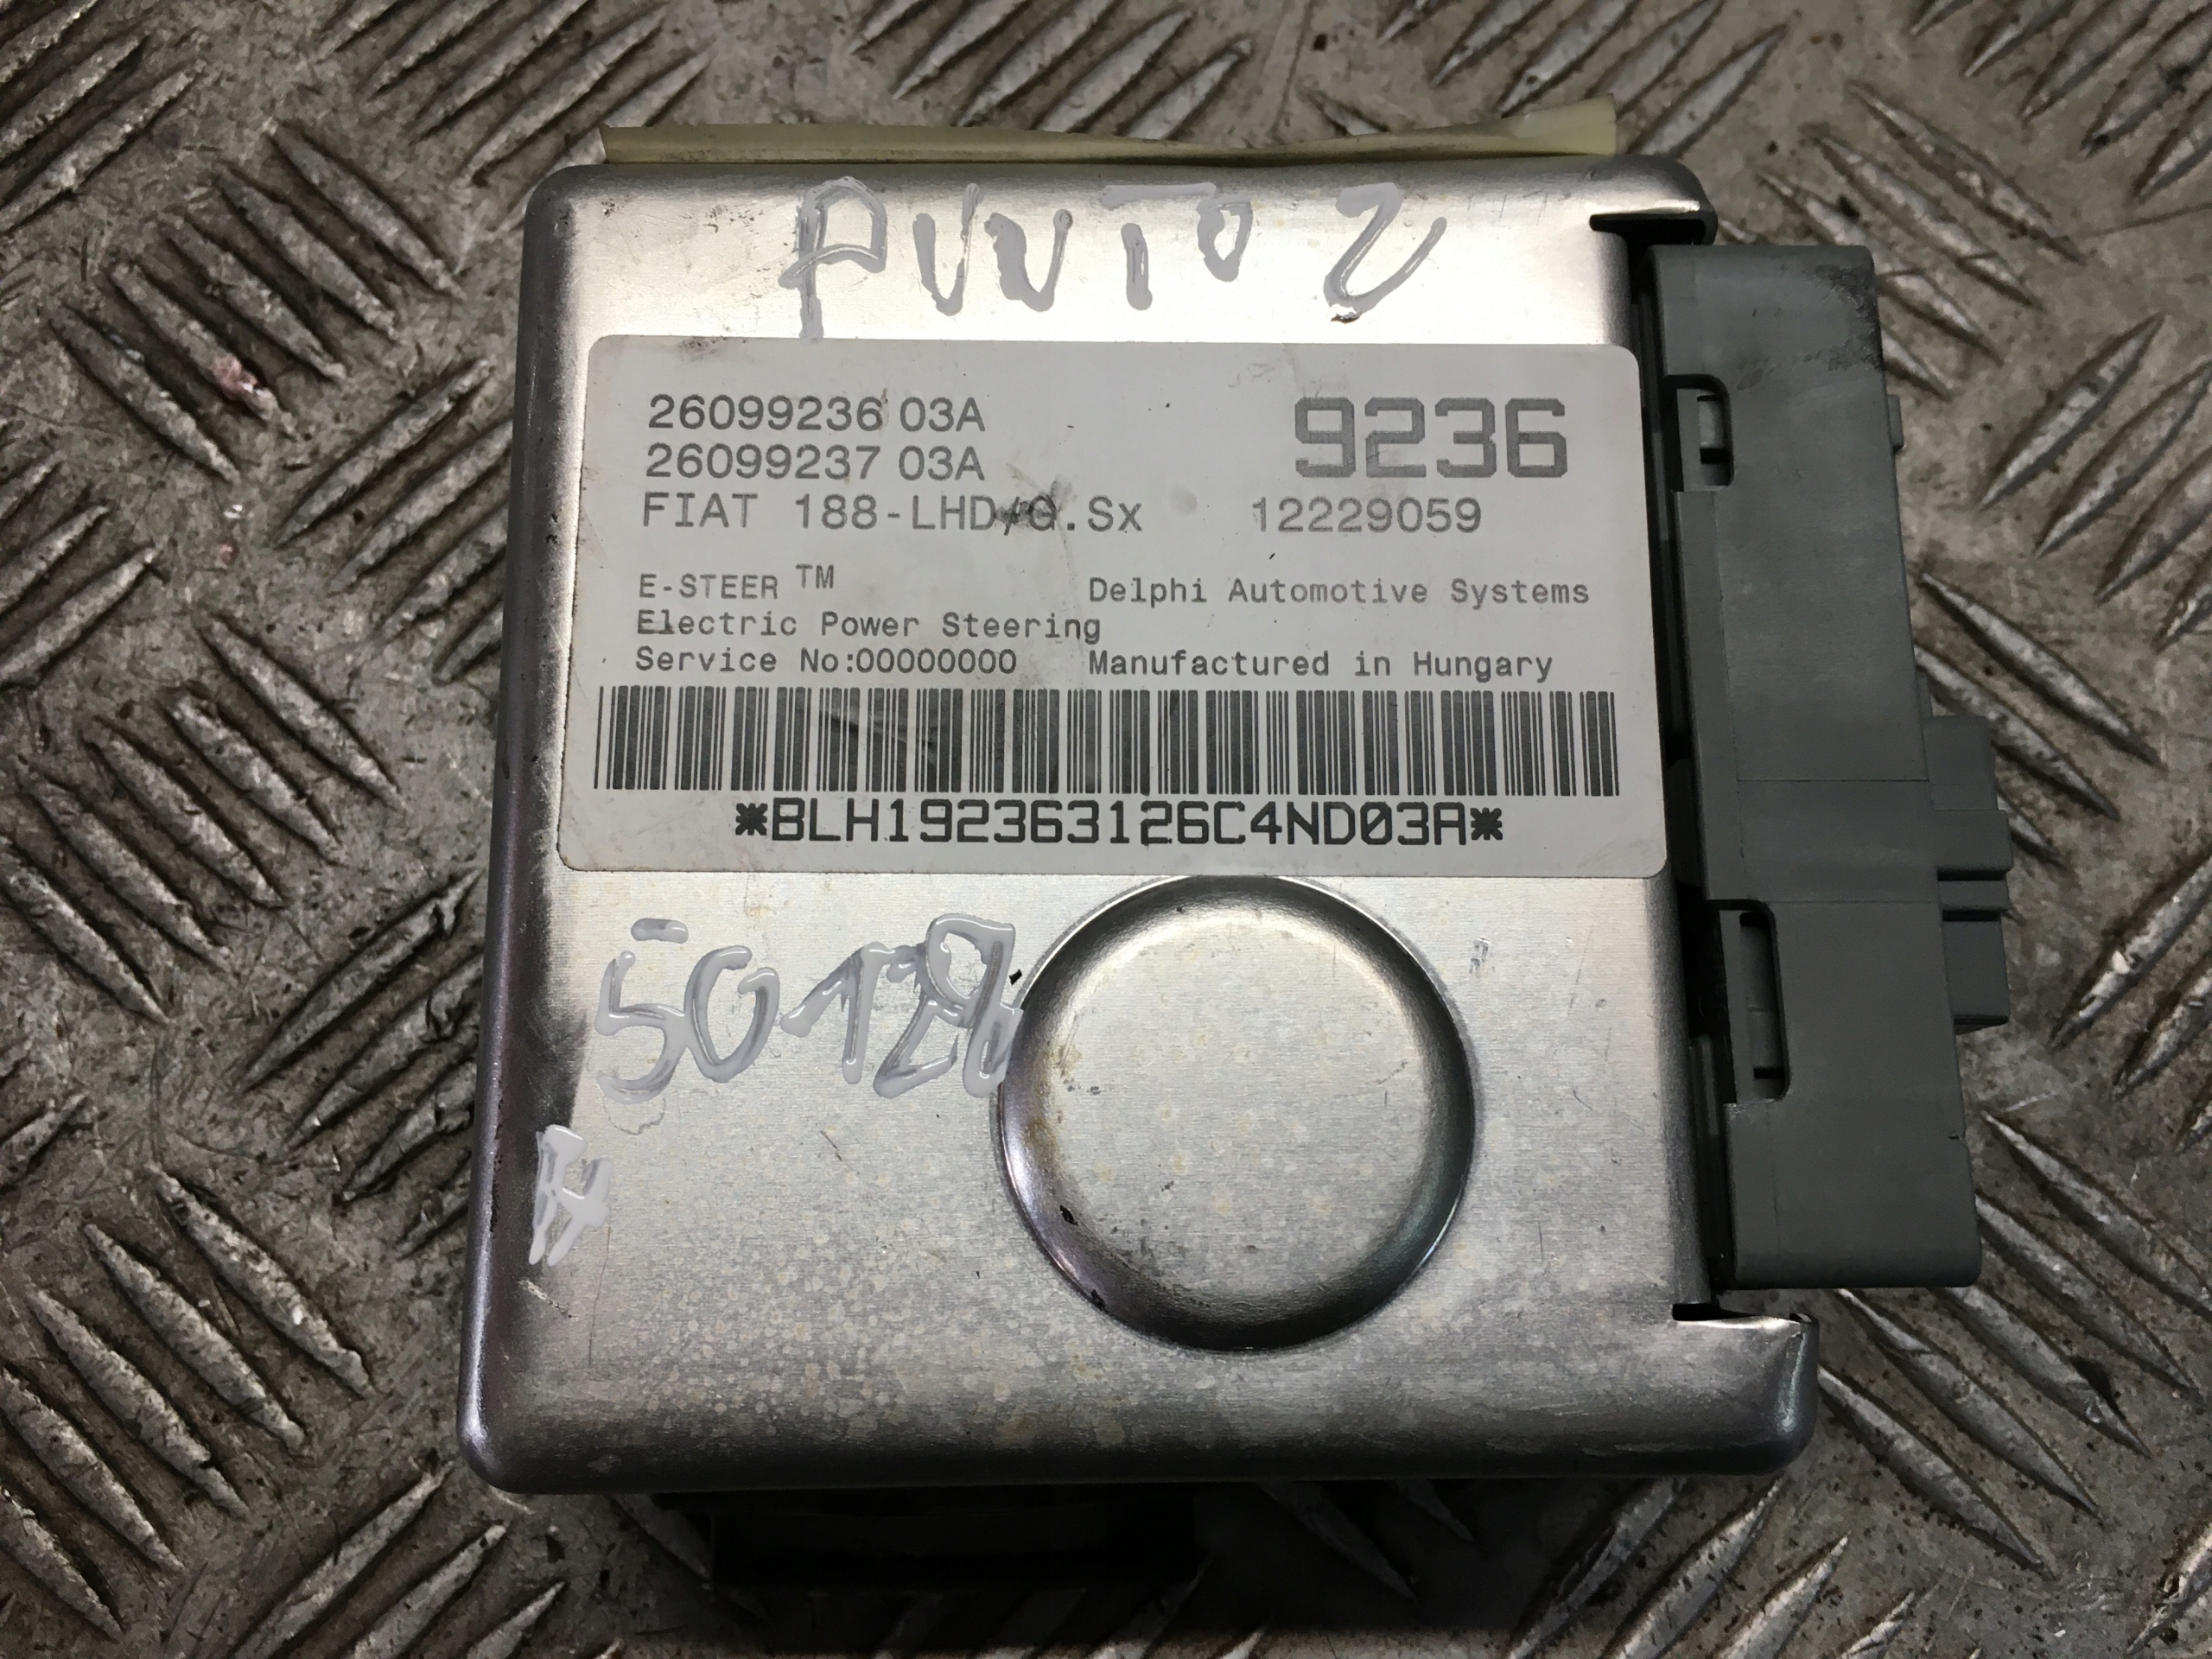 PUNTO 2
26099236 03A
9236
26099237 03A
FIAT 188-LHD/G.Sx 12229059
E-STEER TM Delphi Automotive Systems
Electric Power Steering
Service No:00000000 Manufactured in Hungary
*BLH192363126C4ND03A*